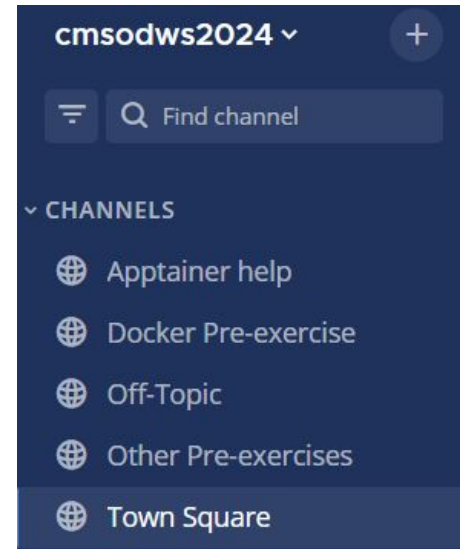 cmsodws2024
Find channel
CHANNELS
Apptainer help
Docker Pre-exercise
Off-Topic
Other Pre-exercises
Town Square